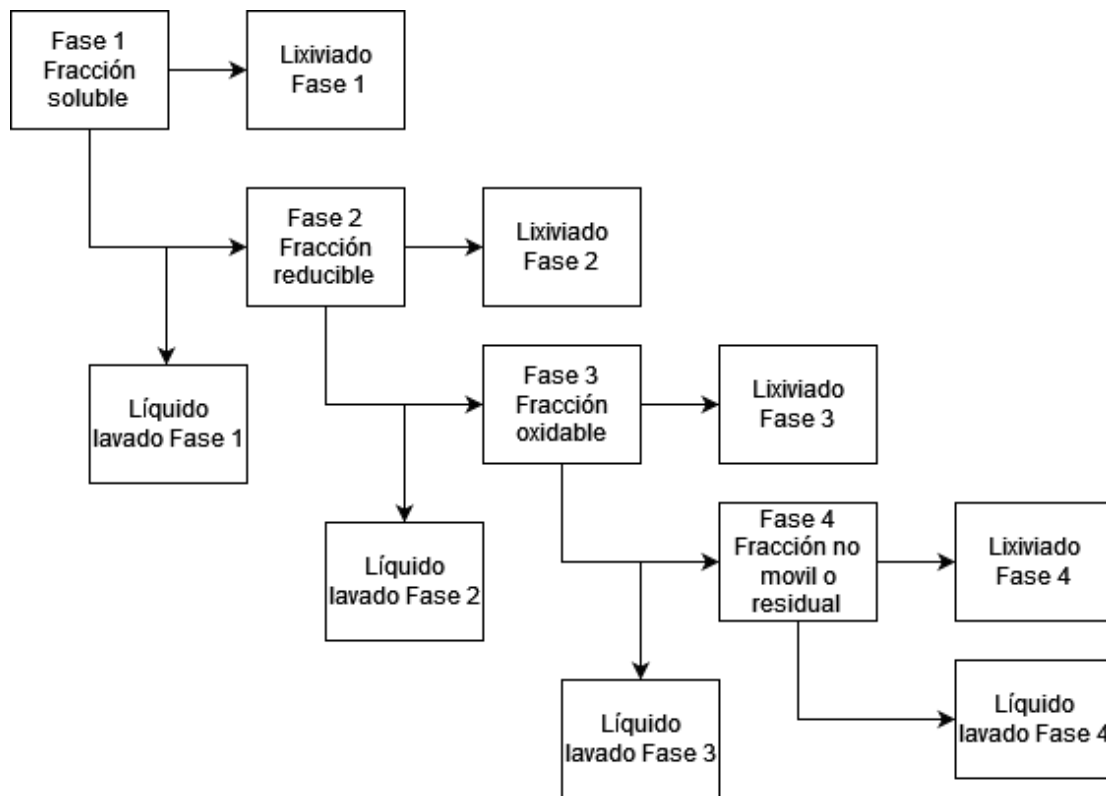 Fase 1
Fracción
soluble
Lixiviado
Fase 1
Fase 2
Fracción
reducible
Lixiviado
Fase 2
Líquido
lavado Fase 1
Fase 3
Fracción
oxidable
Lixiviado
Fase 3
Líquido
lavado Fase 2
Fase 4
Fracción no
movil o
residual
Lixiviado
Fase 4
Líquido
lavado Fase 3
Líquido
lavado Fase 4